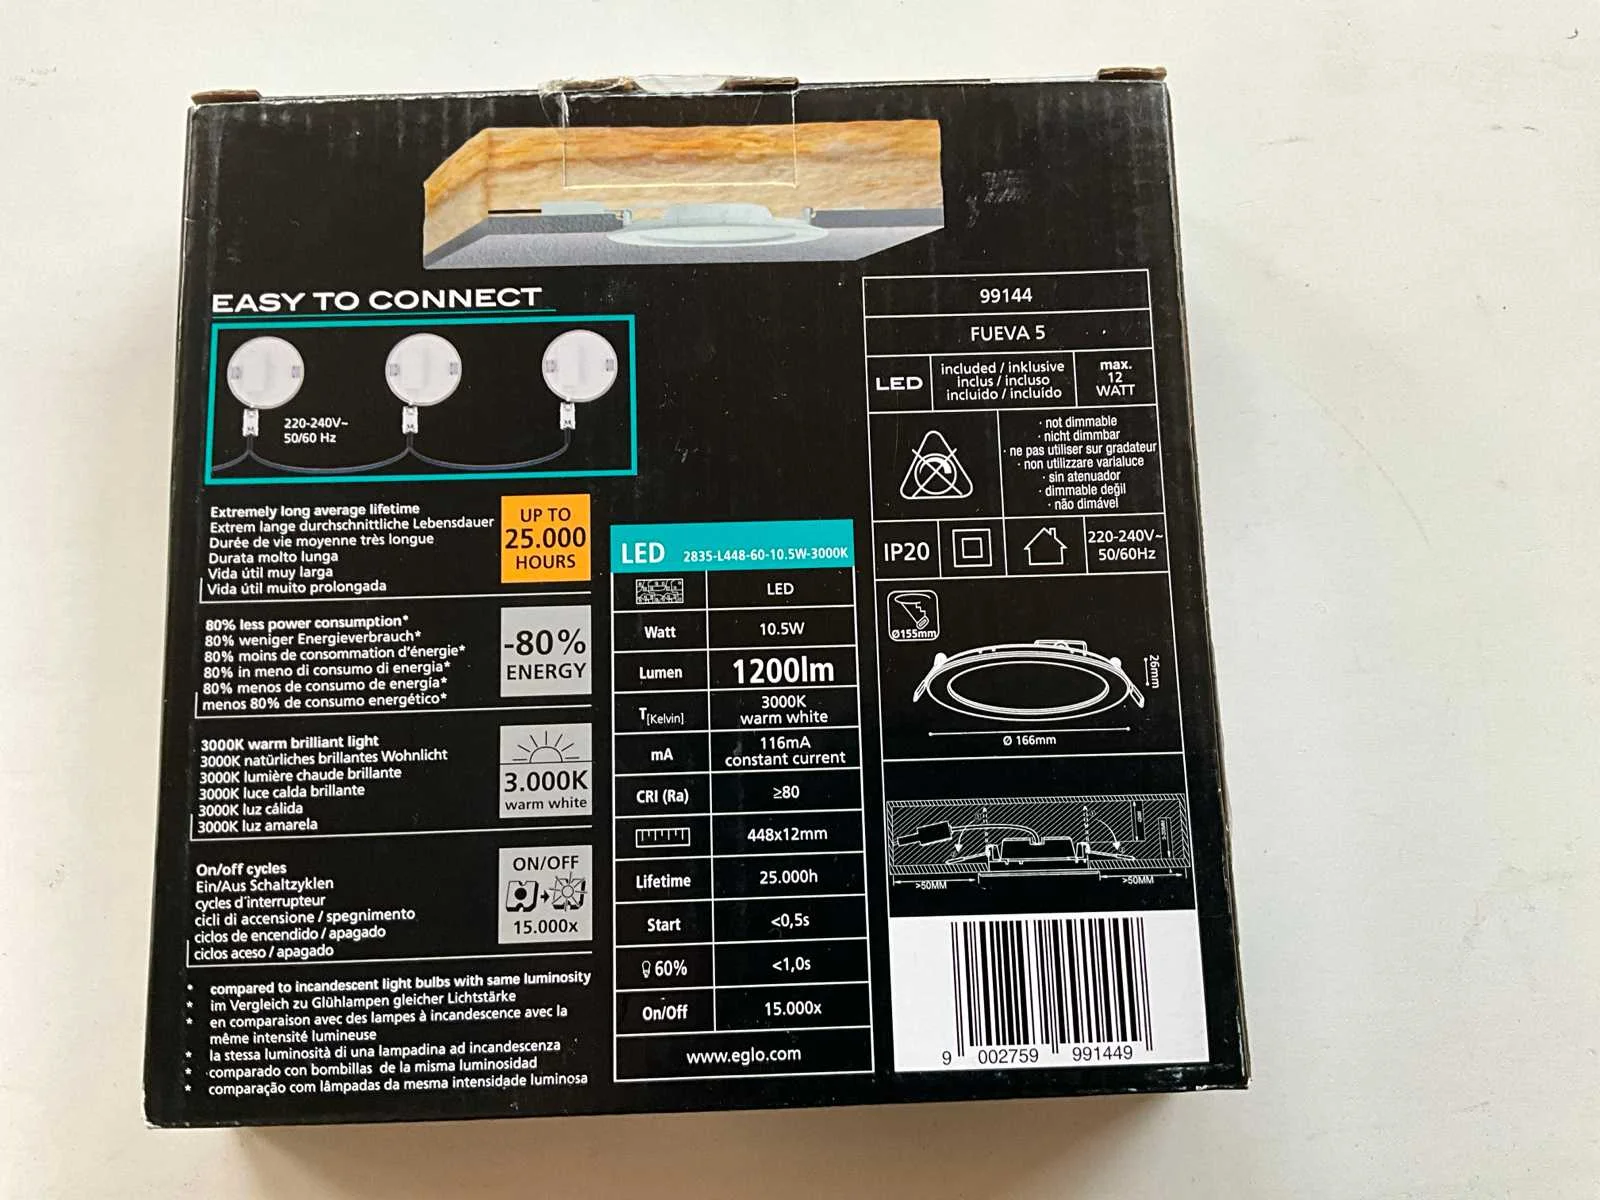 EASY TO CONNECT
220-240V~
50/60 Hz
Extremely long average lifetime
Extrem lange durchschnittliche Lebensdauer
Durée de vie moyenne très longue
Durata molto lunga
Vida útil muy larga
Vida útil muito prolongada
UP TO
25.000
HOURS
80% less power consumption*
80% weniger Energieverbrauch*
80% moins de consommation d'énergie*
80% in meno di consumo di energia*
80% menos de consumo de energía*
menos 80% de consumo energético*
-80%
ENERGY
3000K warm brilliant light
3000K natürliches brillantes Wohnlicht
3000K lumière chaude brillante
3000K luce calda brillante
3000K luz cálida
3000K luz amarela
3.000K
warm white
On/off cycles
Ein/Aus Schaltzyklen
cycles d'interrupteur
cicli di accensione / spegnimento
ciclos de encendido / apagado
ciclos aceso / apagado
ON/OFF
15.000x
* compared to incandescent light bulbs with same luminosity
* im Vergleich zu Glühlampen gleicher Lichtstärke
* en comparaison avec des lampes à incandescence avec la
même intensité lumineuse
* la stessa luminosità di una lampadina ad incandescenza
* comparado con bombillas de la misma luminosidad
* comparação com lâmpadas da mesma intensidade luminosa
LED 2835-L448-60-10.5W-3000K
LED
Watt 10.5W
Lumen 1200lm
T[Kelvin] 3000K
warm white
mA 116mA
constant current
CRI (Ra) ≥80
448x12mm
Lifetime 25.000h
Start <0,5s
60% <1,0s
On/Off 15.000x
www.eglo.com
99144
FUEVA 5
LED
included / inklusive
inclus / incluso
incluido / incluído
max.
12
WATT
· not dimmable
· nicht dimmbar
· ne pas utiliser sur gradateur
· non utilizzare varialuce
· sin atenuador
· dimmable değil
· não dimável
IP20
220-240V~
50/60Hz
Ø155mm
26mm
Ø 166mm
>50MM
>50MM
9 002759 991449